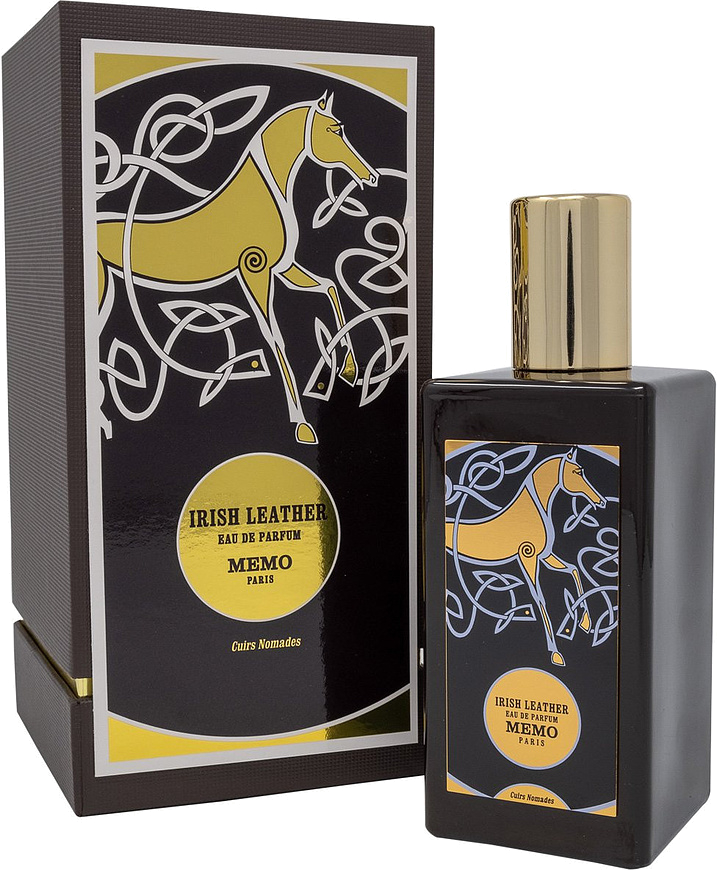 IRISH LEATHER
EAU DE PARFUM
MEMO
PARIS
Cuirs Nomades
IRISH LEATHER
EAU DE PARFUM
MEMO
PARIS
Cuirs Nomades